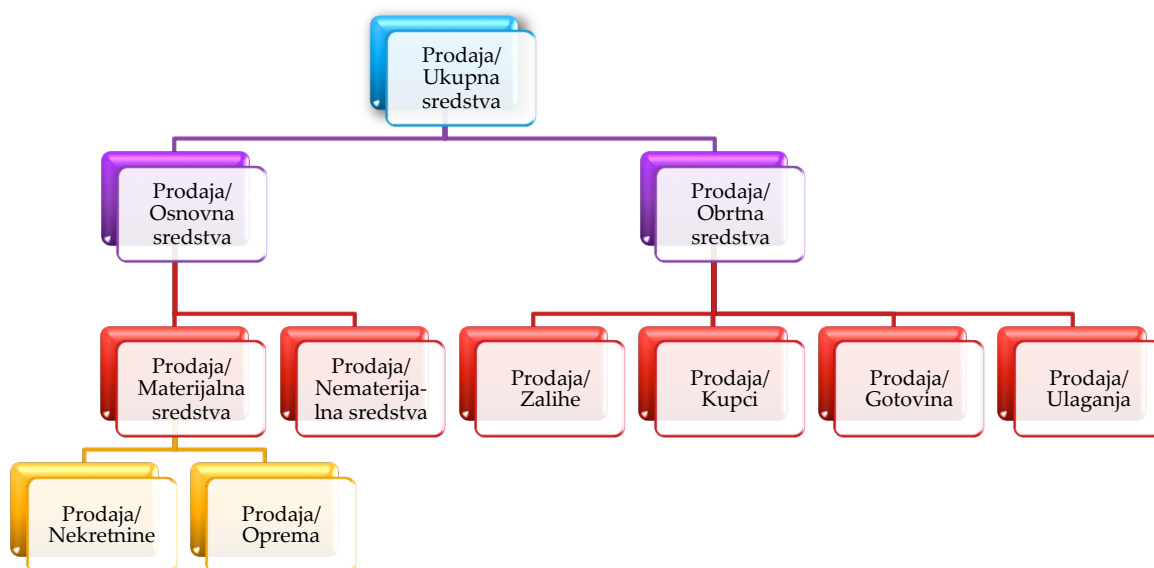 Prodaja/
Ukupna
sredstva
Prodaja/
Osnovna
sredstva
Prodaja/
Obrtna
sredstva
Prodaja/
Materijalna
sredstva
Prodaja/
Nematerija-
lna sredstva
Prodaja/
Zalihe
Prodaja/
Kupci
Prodaja/
Gotovina
Prodaja/
Ulaganja
Prodaja/
Nekretnine
Prodaja/
Oprema